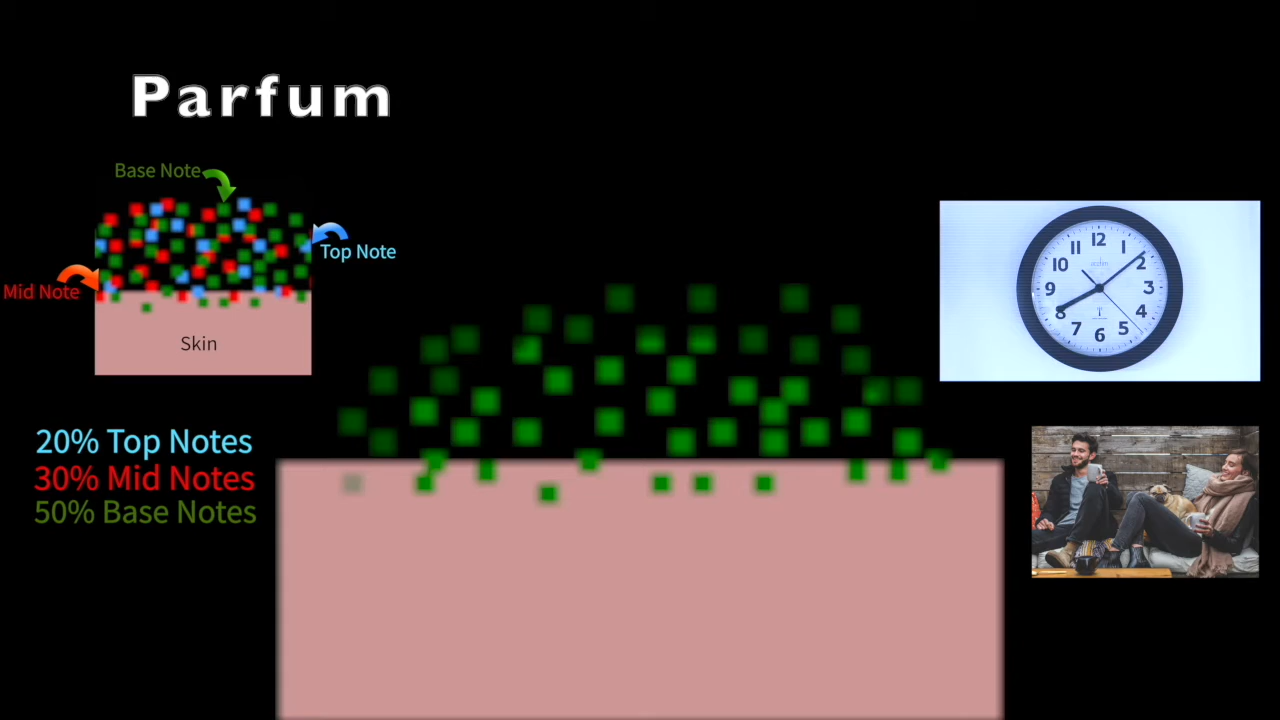 Parfum
Base Note
Top Note
Mid Note
Skin
20% Top Notes
30% Mid Notes
50% Base Notes
12
1
2
3
4
5
6
7
8
9
10
11